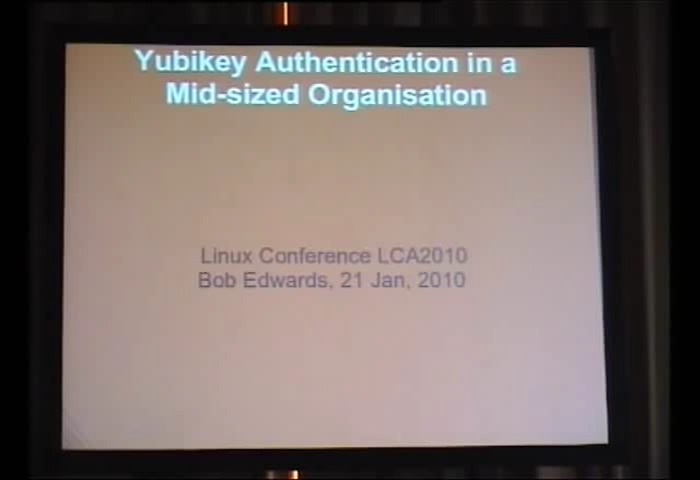 Yubikey Authentication in a
Mid-sized Organisation
Linux Conference LCA2010
Bob Edwards, 21 Jan, 2010